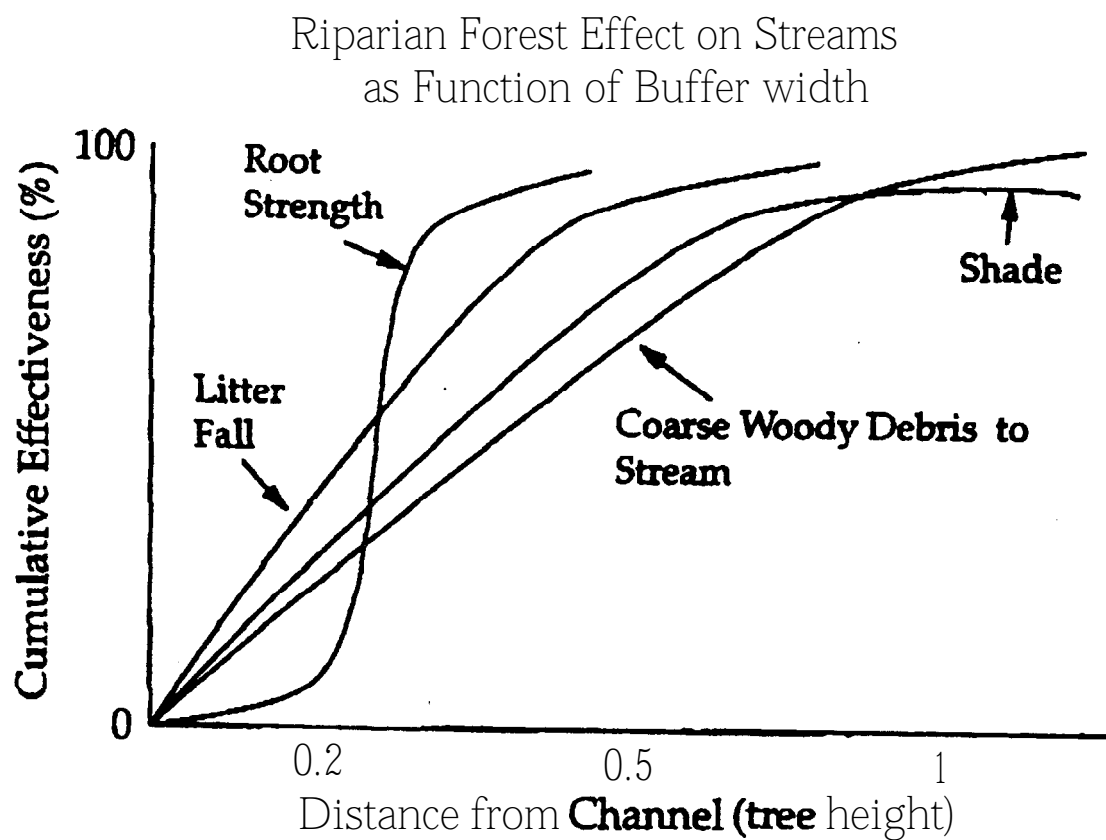 Riparian Forest Effect on Streams
as Function of Buffer width
100
Root
Strength
Cumulative Effectiveness (%)
Shade
Litter
Fall
Coarse Woody Debris to
Stream
0
0.2
0.5
1
Distance from Channel (tree height)